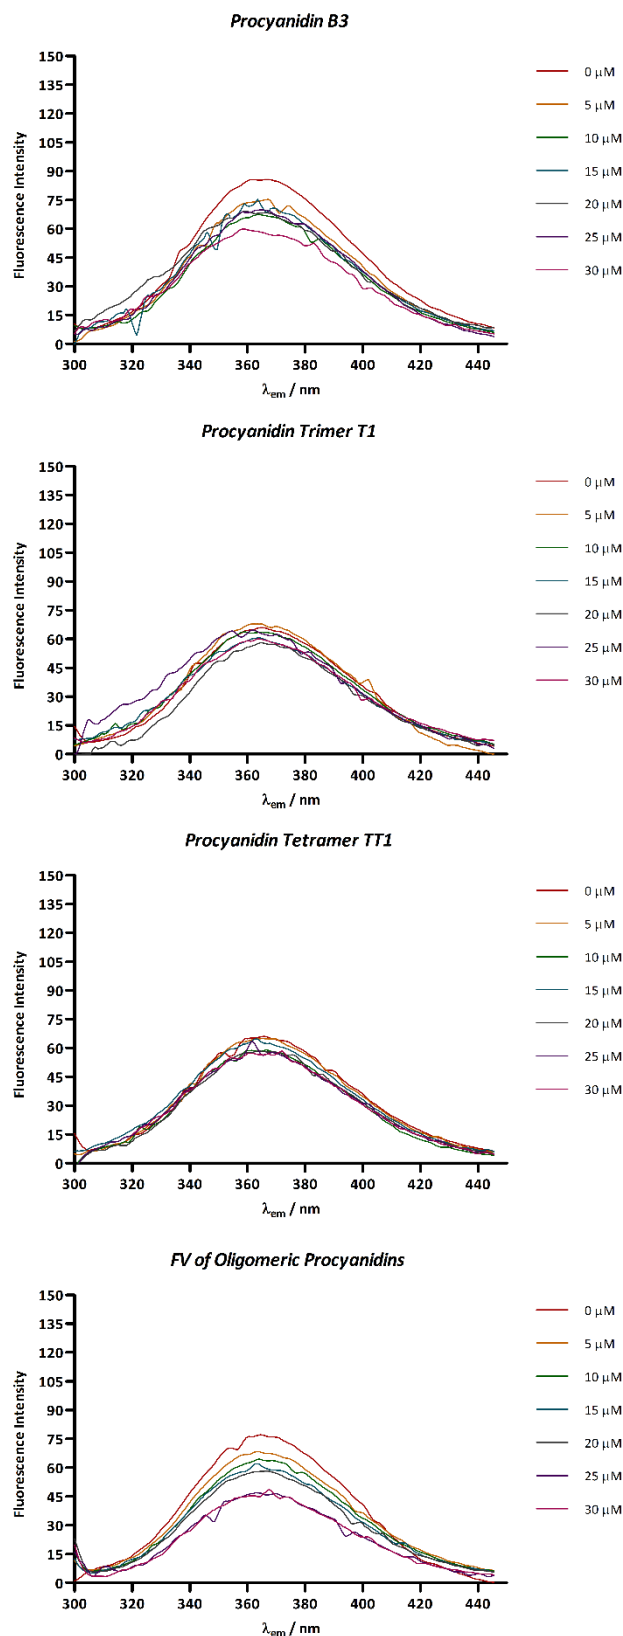 Procyanidin B3
150
135
120
105
90
75
60
45
30
15
0
Fluorescence Intensity
300 320 340 360 380 400 420 440
λem / nm
0 µM
5 µM
10 µM
15 µM
20 µM
25 µM
30 µM
Procyanidin Trimer T1
150
135
120
105
90
75
60
45
30
15
0
Fluorescence Intensity
300 320 340 360 380 400 420 440
λem / nm
0 µM
5 µM
10 µM
15 µM
20 µM
25 µM
30 µM
Procyanidin Tetramer TT1
150
135
120
105
90
75
60
45
30
15
0
Fluorescence Intensity
300 320 340 360 380 400 420 440
λem / nm
0 µM
5 µM
10 µM
15 µM
20 µM
25 µM
30 µM
FV of Oligomeric Procyanidins
150
135
120
105
90
75
60
45
30
15
0
Fluorescence Intensity
300 320 340 360 380 400 420 440
λem / nm
0 µM
5 µM
10 µM
15 µM
20 µM
25 µM
30 µM